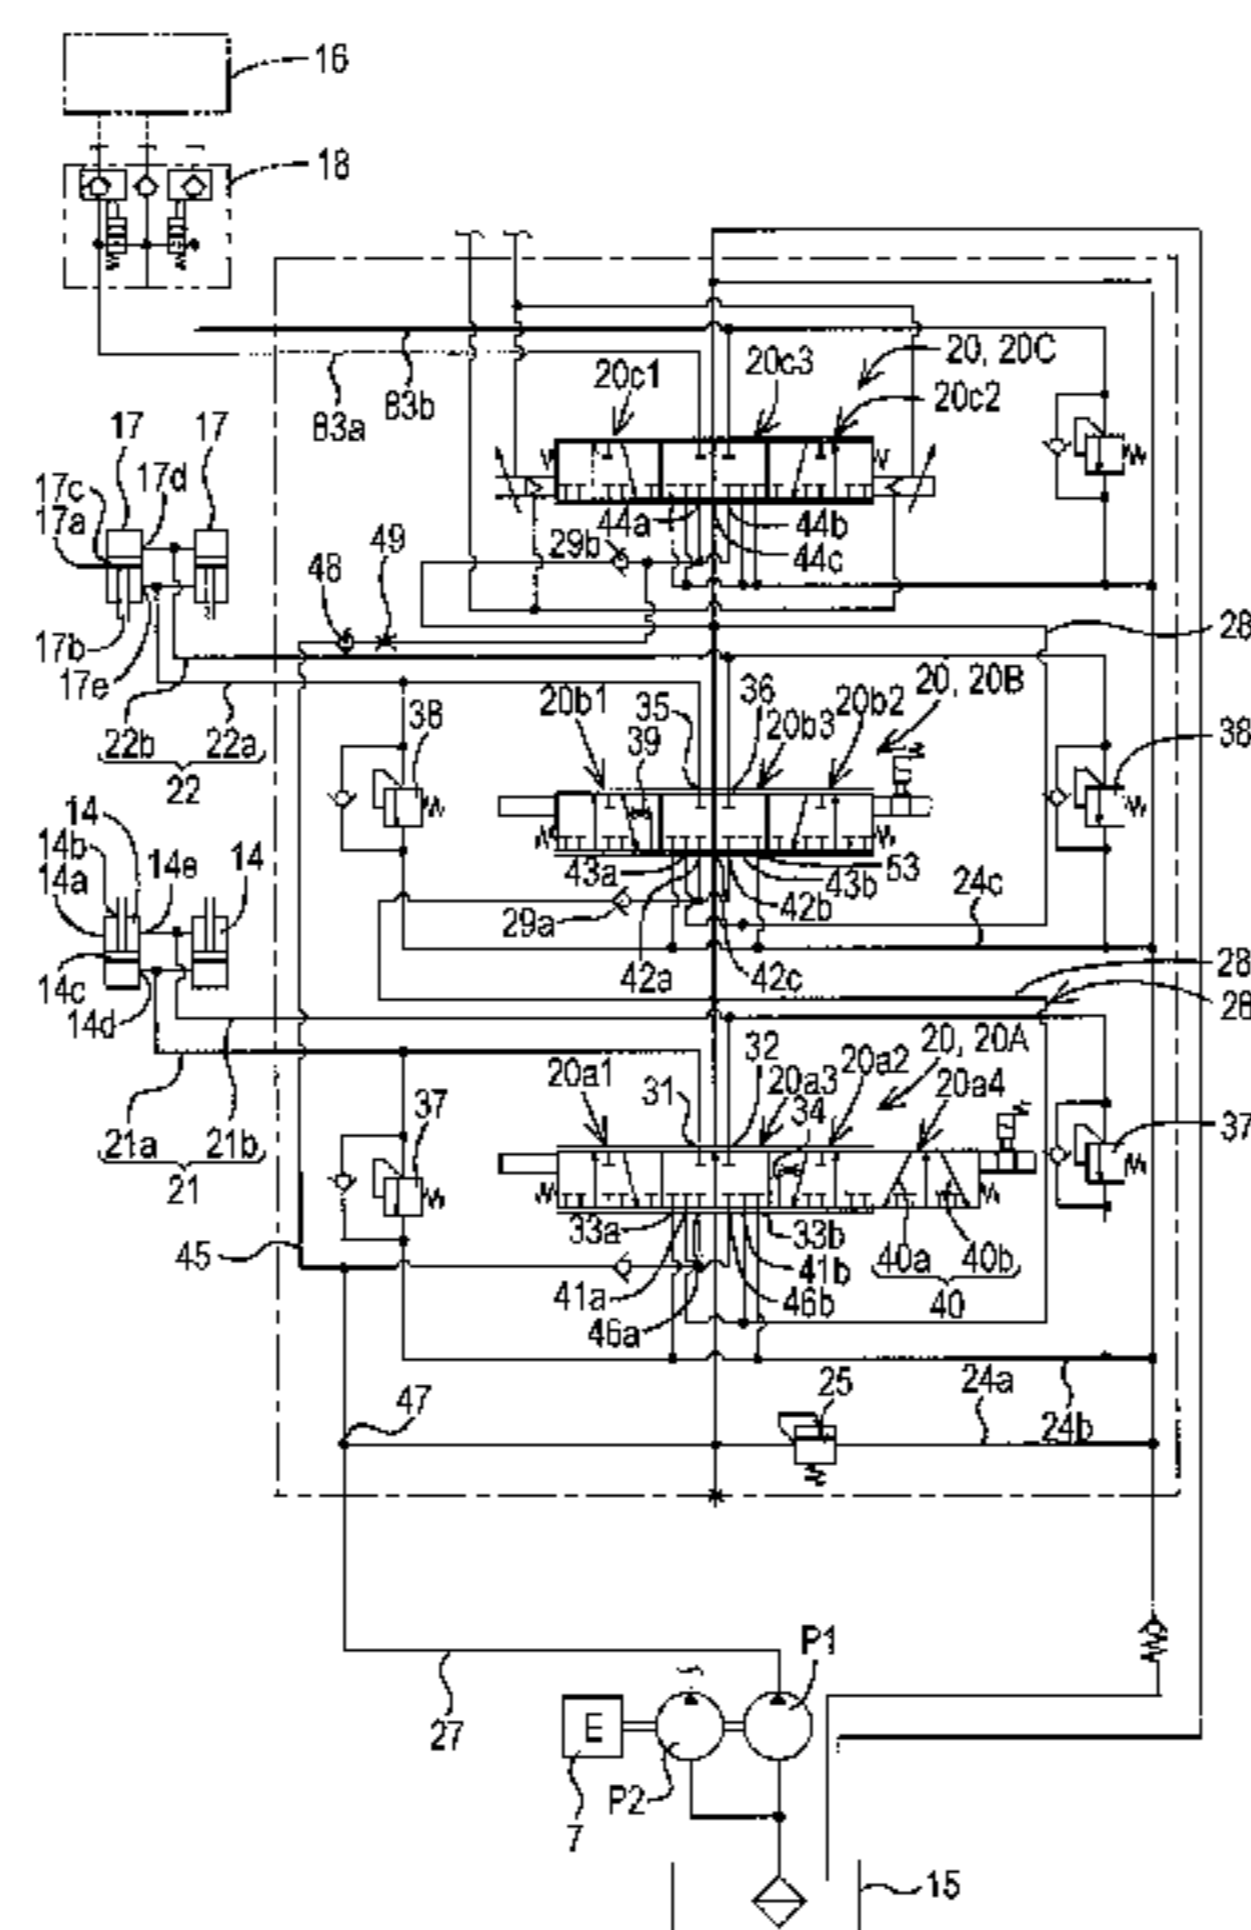 16
18
20c1
20c3
20, 20C
20c2
83a
83b
17
17
17c
17d
17a
44a
44b
29b
44c
49
48
17b
17e
28
20b1
35
36
20, 20B
20b3
20b2
38
39
38
22b
22a
22
14
14b
14e
14
14a
43a
43b
53
42b
24c
29a
14c
42a
42c
14d
28
26
32
20, 20A
20a1
31
20a3
20a2
20a4
34
37
37
21a
21b
21
33a
33b
45
41b
40a
40b
41a
46b
40
46a
25
24a
47
24b
P1
27
E
P2
7
15